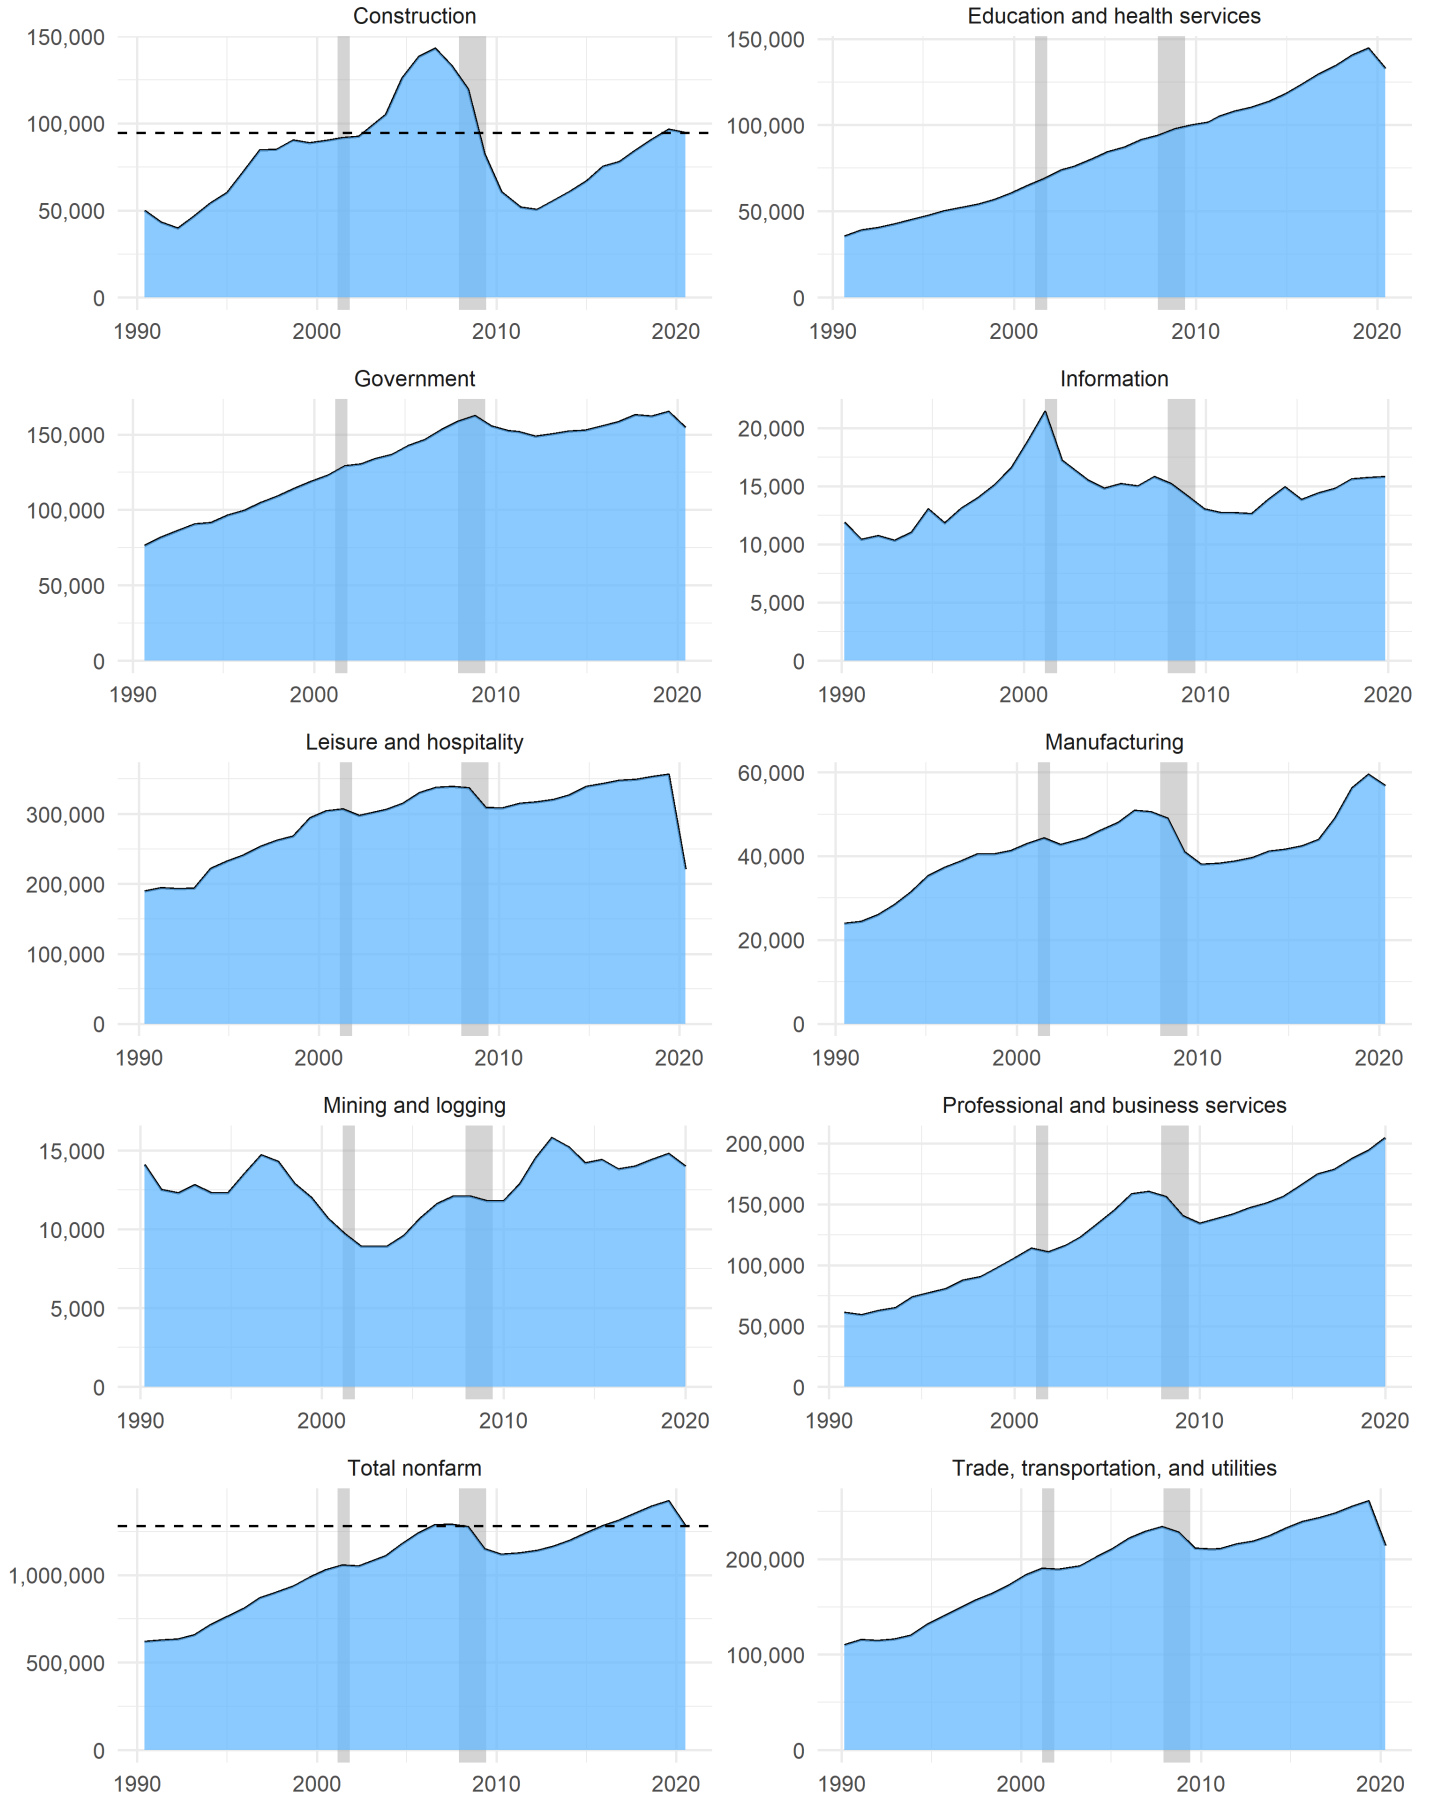 Construction
150,000
100,000
50,000
0
1990 2000 2010 2020
Education and health services
150,000
100,000
50,000
0
1990 2000 2010 2020
Government
150,000
100,000
50,000
0
1990 2000 2010 2020
Information
20,000
15,000
10,000
5,000
0
1990 2000 2010 2020
Leisure and hospitality
300,000
200,000
100,000
0
1990 2000 2010 2020
Manufacturing
60,000
40,000
20,000
0
1990 2000 2010 2020
Mining and logging
15,000
10,000
5,000
0
1990 2000 2010 2020
Professional and business services
200,000
150,000
100,000
50,000
0
1990 2000 2010 2020
Total nonfarm
1,000,000
500,000
0
1990 2000 2010 2020
Trade, transportation, and utilities
200,000
100,000
0
1990 2000 2010 2020